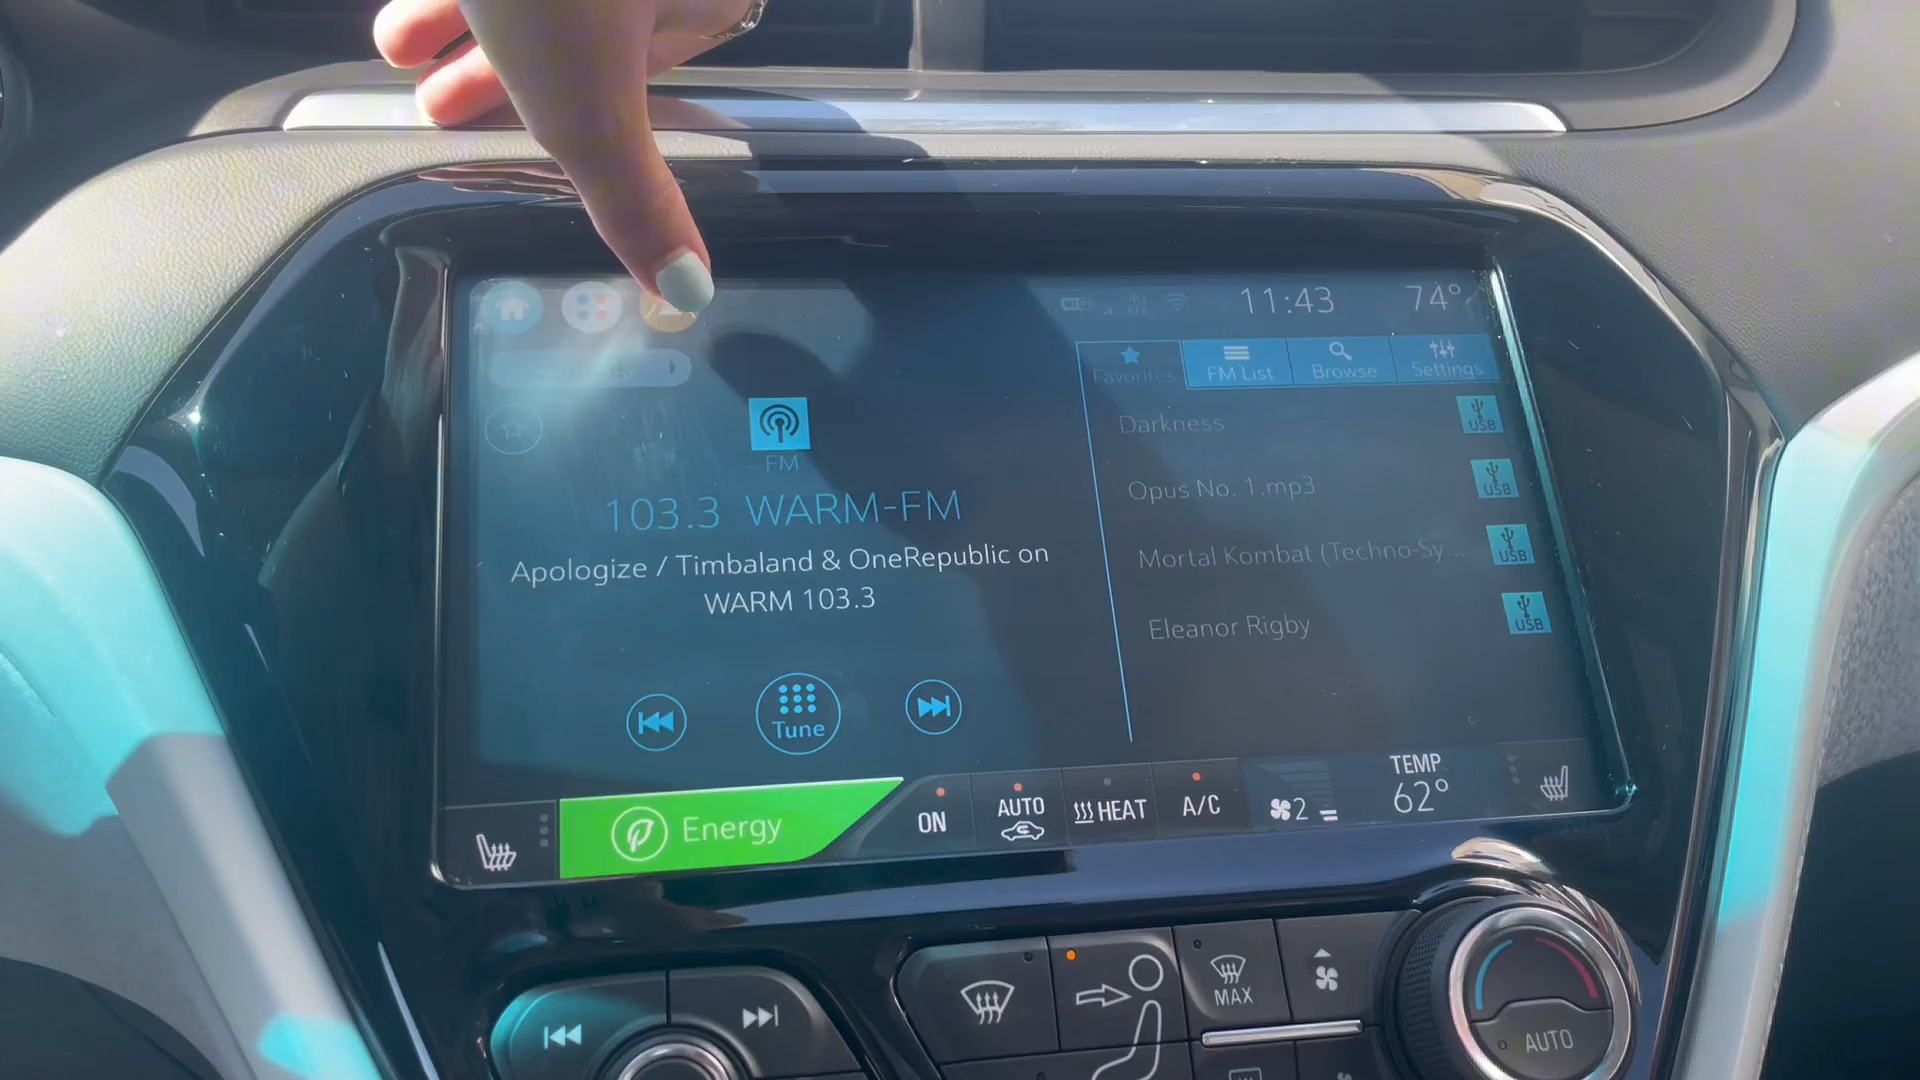 11:43
74°
Favorites
FM List
Browse
Settings
FM
103.3 WARM-FM
Apologize / Timbaland & OneRepublic on
WARM 103.3
Tune
Darkness
USB
Opus No. 1.mp3
USB
Mortal Kombat (Techno-Sy...
USB
Eleanor Rigby
USB
Energy
ON
AUTO
HEAT
A/C
2
TEMP
62°
MAX
AUTO